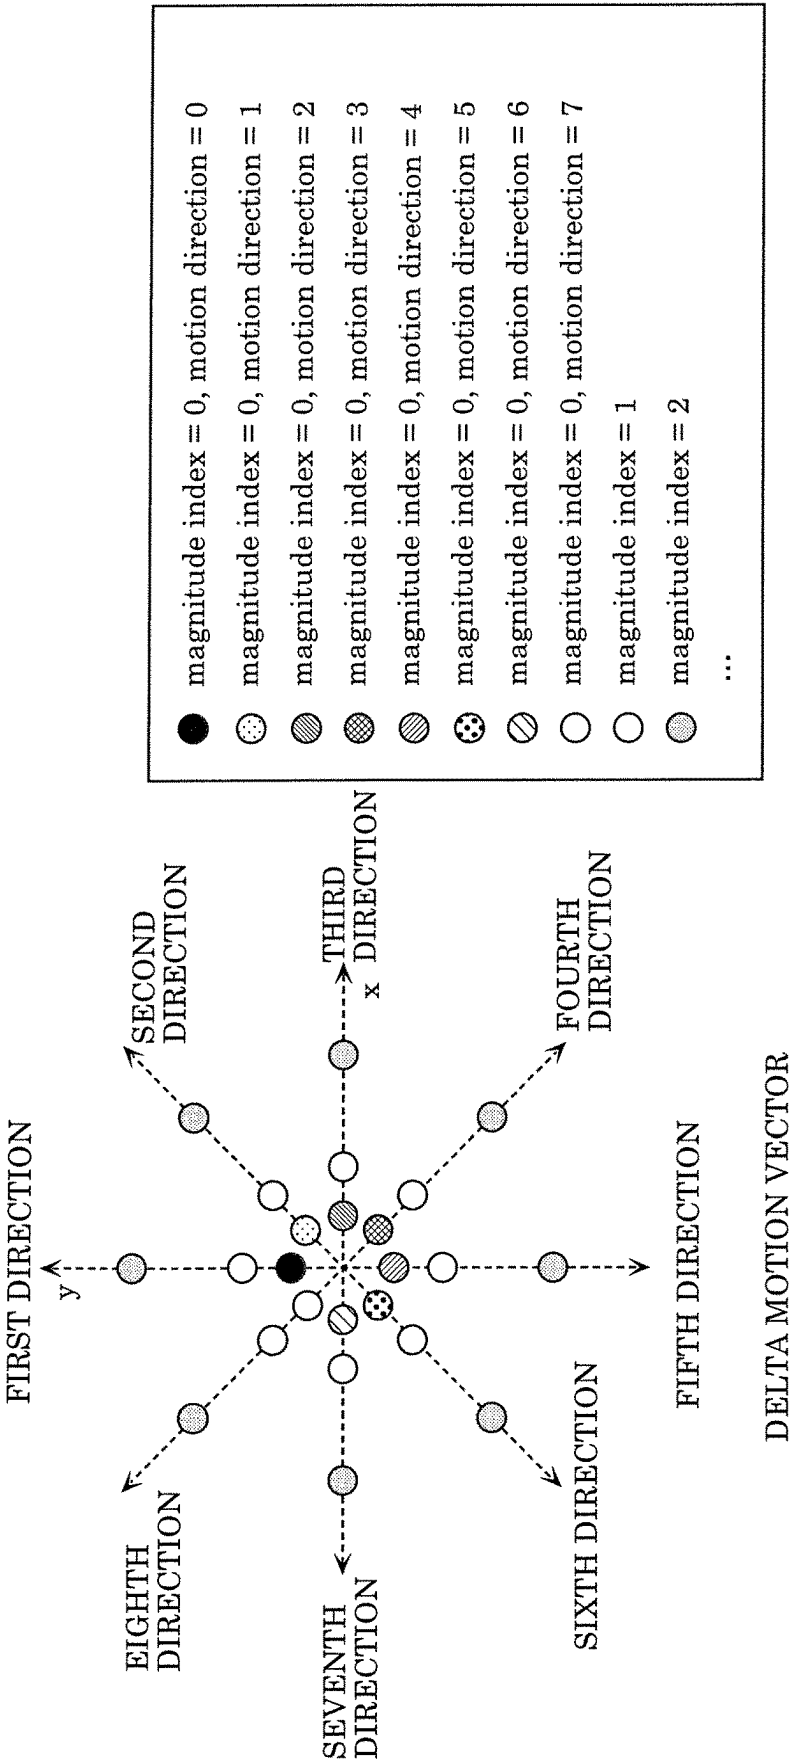 FIRST DIRECTION
y
EIGHTH
DIRECTION
SECOND
DIRECTION
SEVENTH
DIRECTION
THIRD
DIRECTION
x
SIXTH DIRECTION
FOURTH
DIRECTION
FIFTH DIRECTION
DELTA MOTION VECTOR
magnitude index = 0, motion direction = 0
magnitude index = 0, motion direction = 1
magnitude index = 0, motion direction = 2
magnitude index = 0, motion direction = 3
magnitude index = 0, motion direction = 4
magnitude index = 0, motion direction = 5
magnitude index = 0, motion direction = 6
magnitude index = 0, motion direction = 7
magnitude index = 1
magnitude index = 2
...